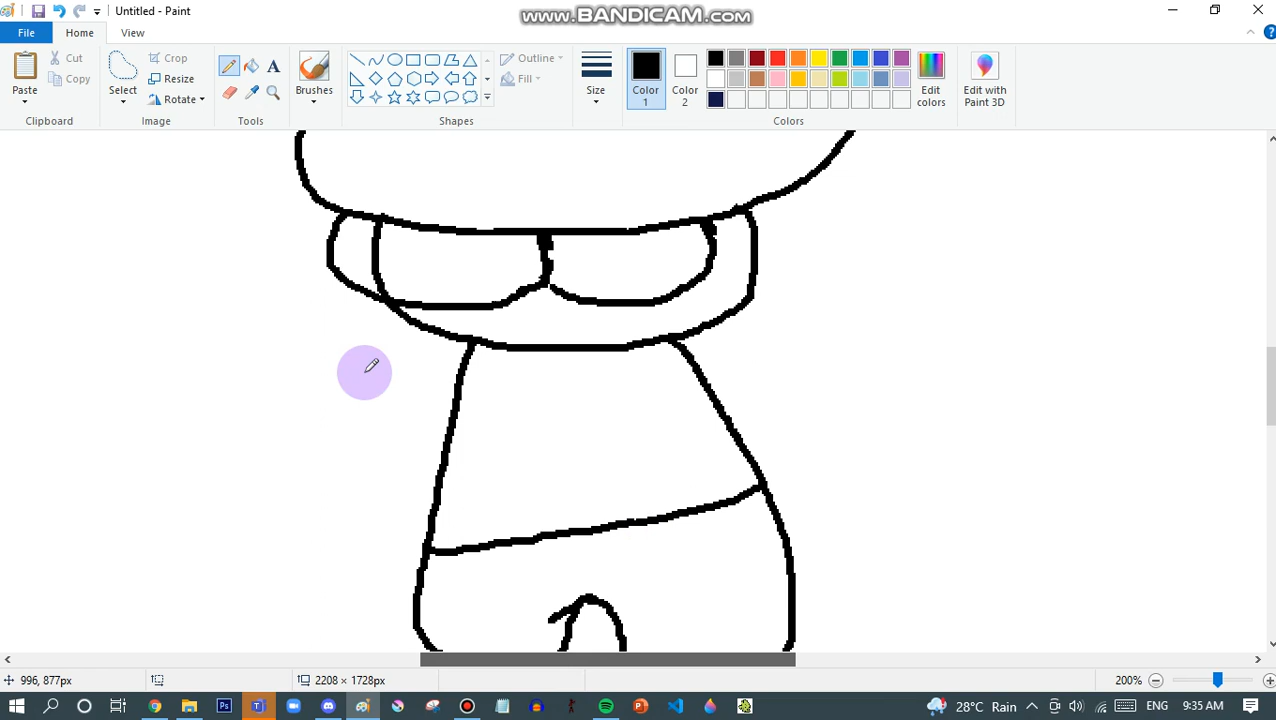 Untitled - Paint
www.BANDICAM.com
File
Home
View
Paste
Cut
Copy
Clipboard
Select
Crop
Resize
Rotate
Image
Tools
Brushes
Outline
Fill
Shapes
Size
Color 1
Color 2
Edit colors
Edit with Paint 3D
Colors
996, 877px
2208 × 1728px
200%
28°C Rain
9:35 AM